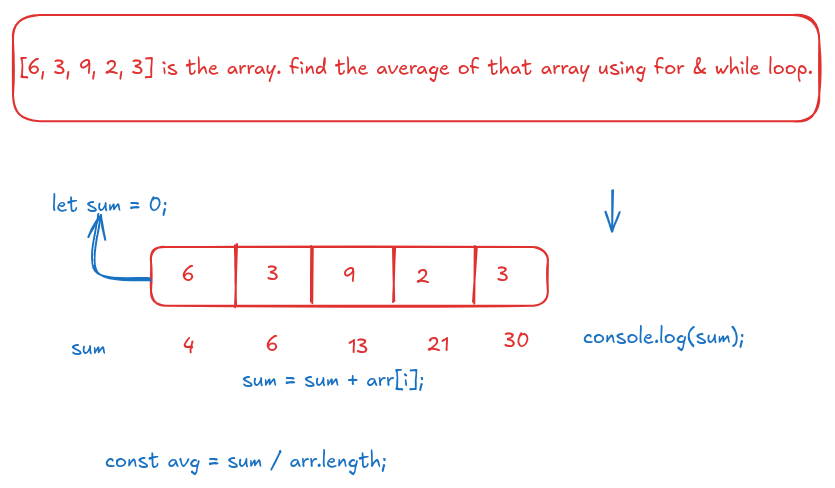 [6, 3, 9, 2, 3] is the array. find the average of that array using for & while loop.
let sum = 0;
6 3 9 2 3
sum 4 6 13 21 30 console.log(sum);
sum = sum + arr[i];
const avg = sum / arr.length;